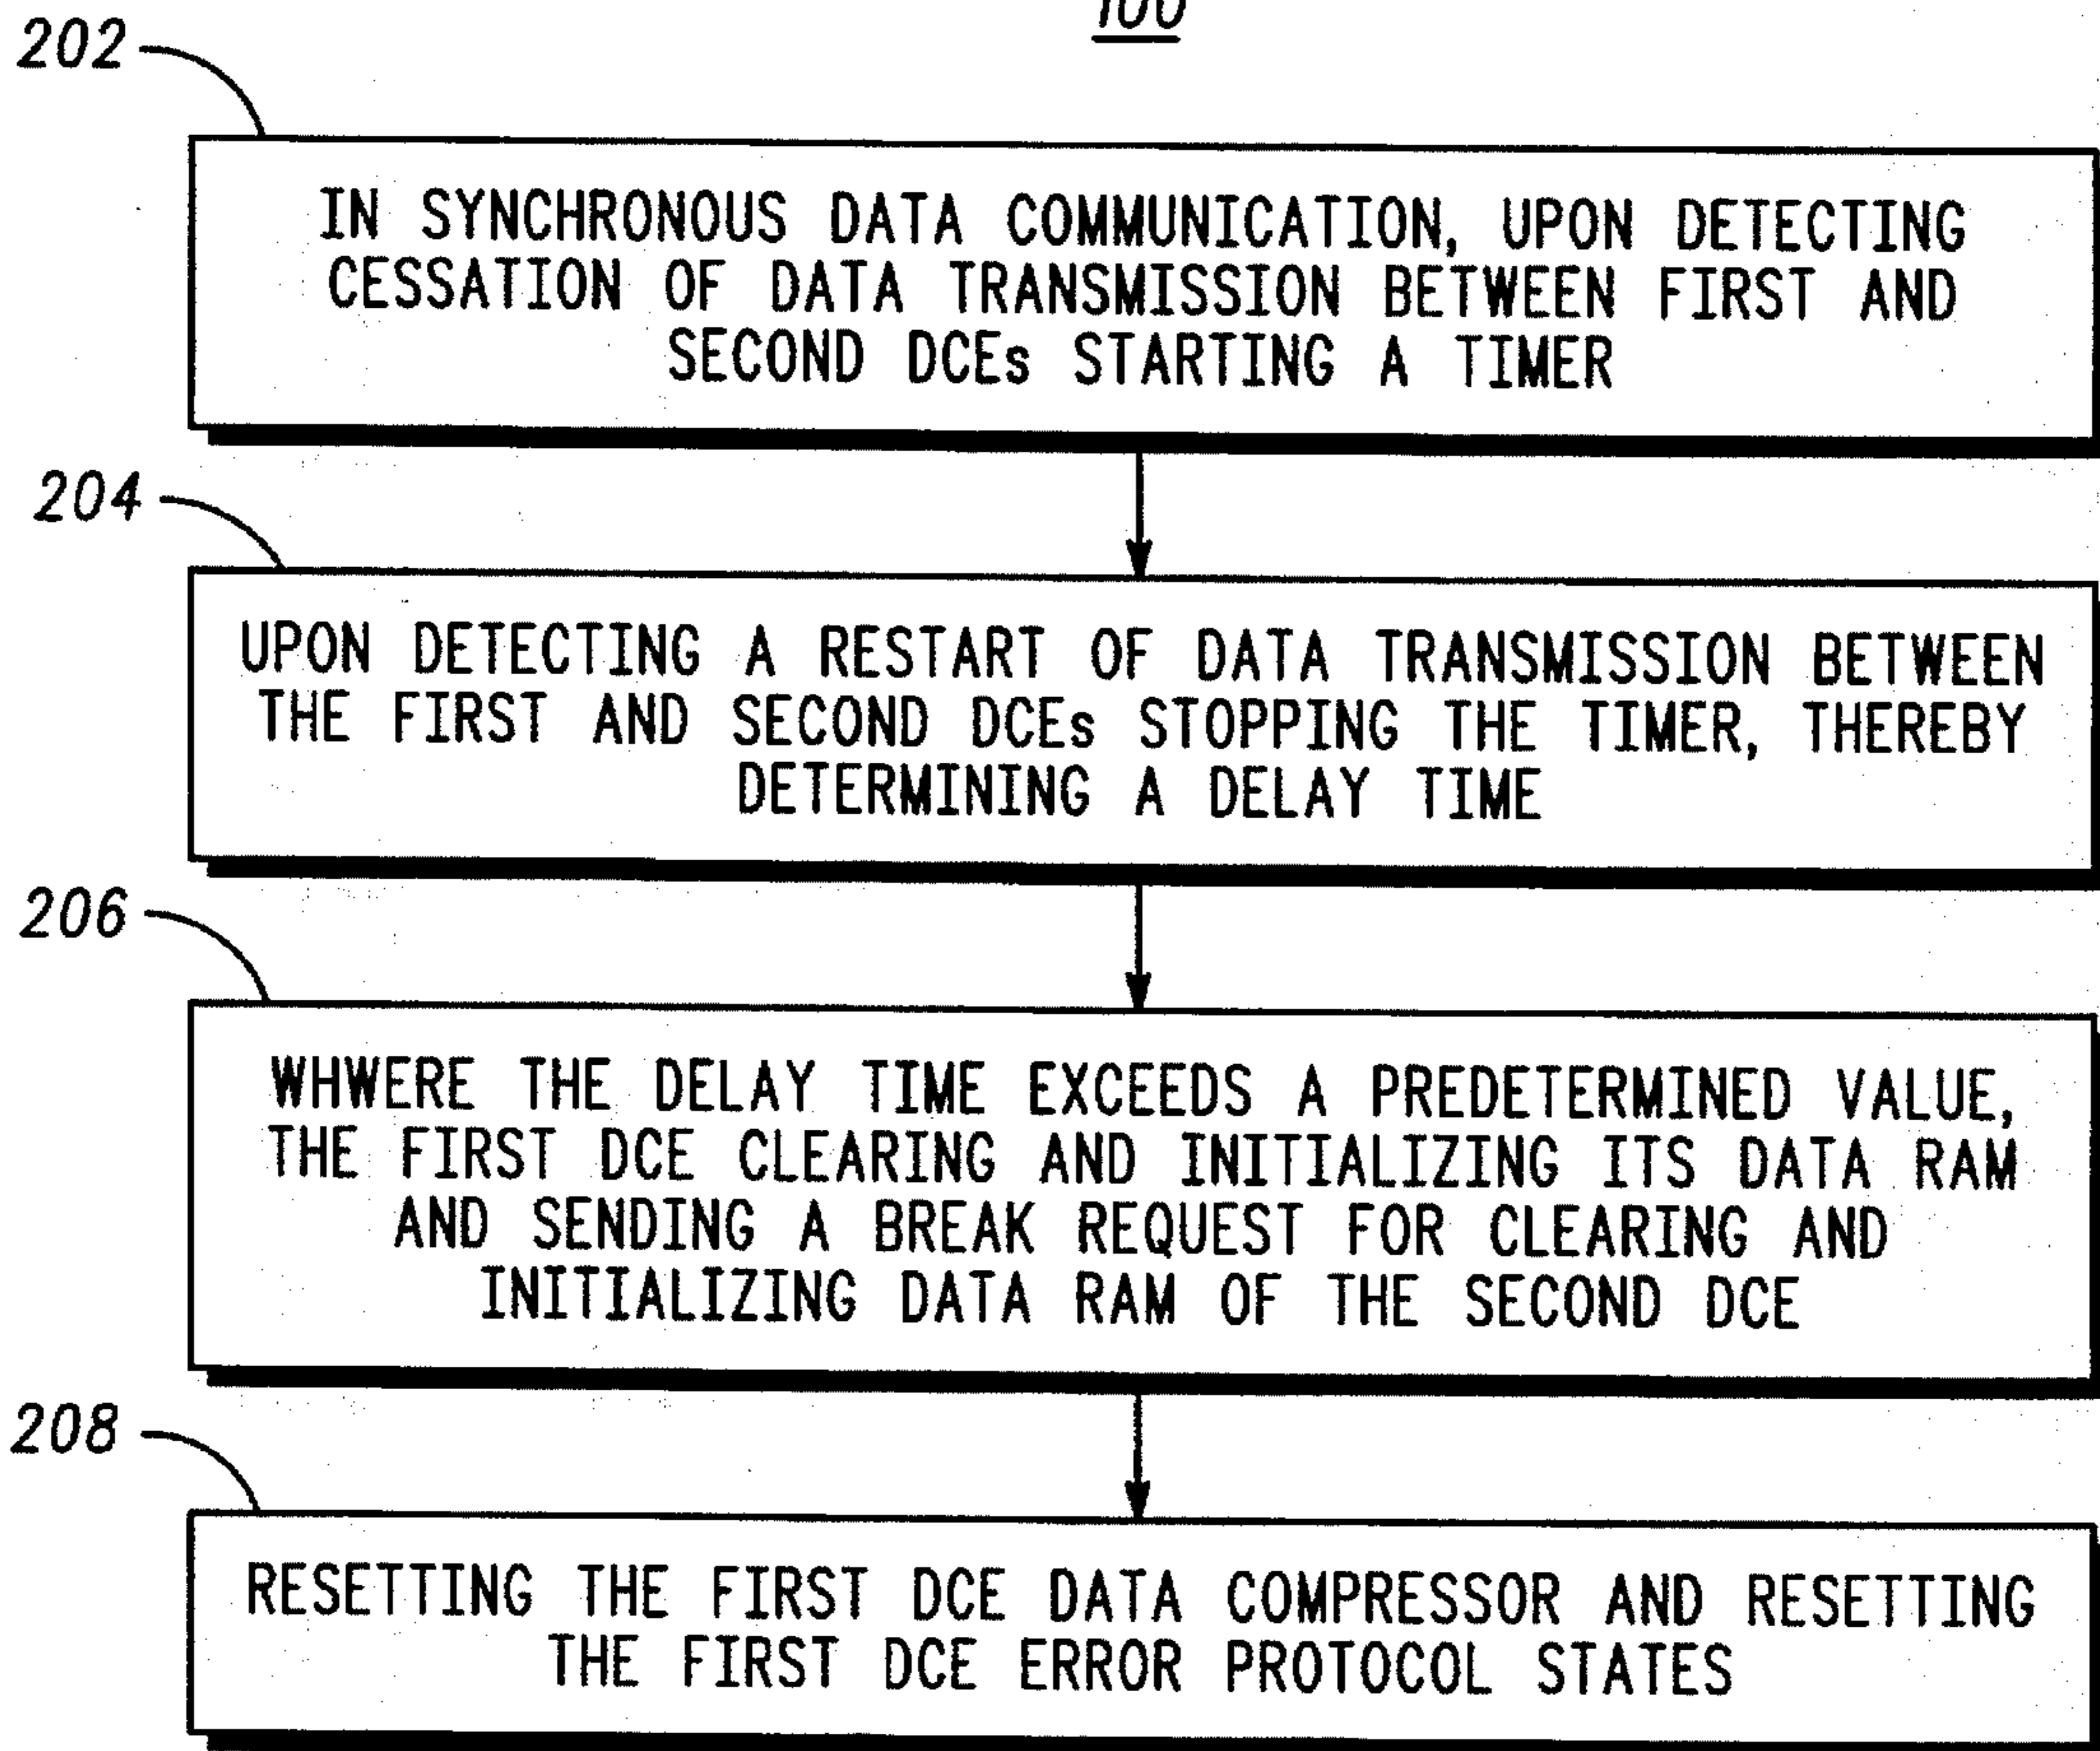 100
202
IN SYNCHRONOUS DATA COMMUNICATION, UPON DETECTING
CESSATION OF DATA TRANSMISSION BETWEEN FIRST AND
SECOND DCEs STARTING A TIMER
204
UPON DETECTING A RESTART OF DATA TRANSMISSION BETWEEN
THE FIRST AND SECOND DCEs STOPPING THE TIMER, THEREBY
DETERMINING A DELAY TIME
206
WHWERE THE DELAY TIME EXCEEDS A PREDETERMINED VALUE,
THE FIRST DCE CLEARING AND INITIALIZING ITS DATA RAM
AND SENDING A BREAK REQUEST FOR CLEARING AND
INITIALIZING DATA RAM OF THE SECOND DCE
208
RESETTING THE FIRST DCE DATA COMPRESSOR AND RESETTING
THE FIRST DCE ERROR PROTOCOL STATES